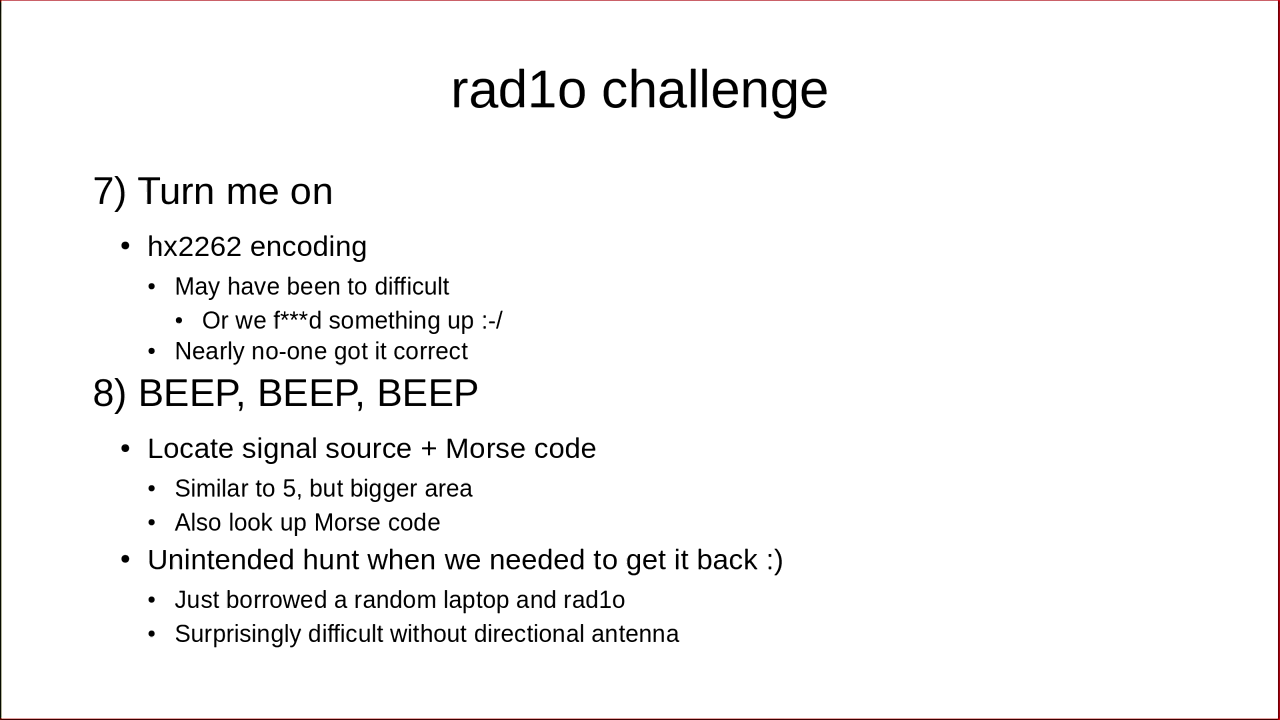 rad1o challenge
7) Turn me on
• hx2262 encoding
• May have been to difficult
• Or we f***d something up :-/
• Nearly no-one got it correct
8) BEEP, BEEP, BEEP
• Locate signal source + Morse code
• Similar to 5, but bigger area
• Also look up Morse code
• Unintended hunt when we needed to get it back :)
• Just borrowed a random laptop and rad1o
• Surprisingly difficult without directional antenna